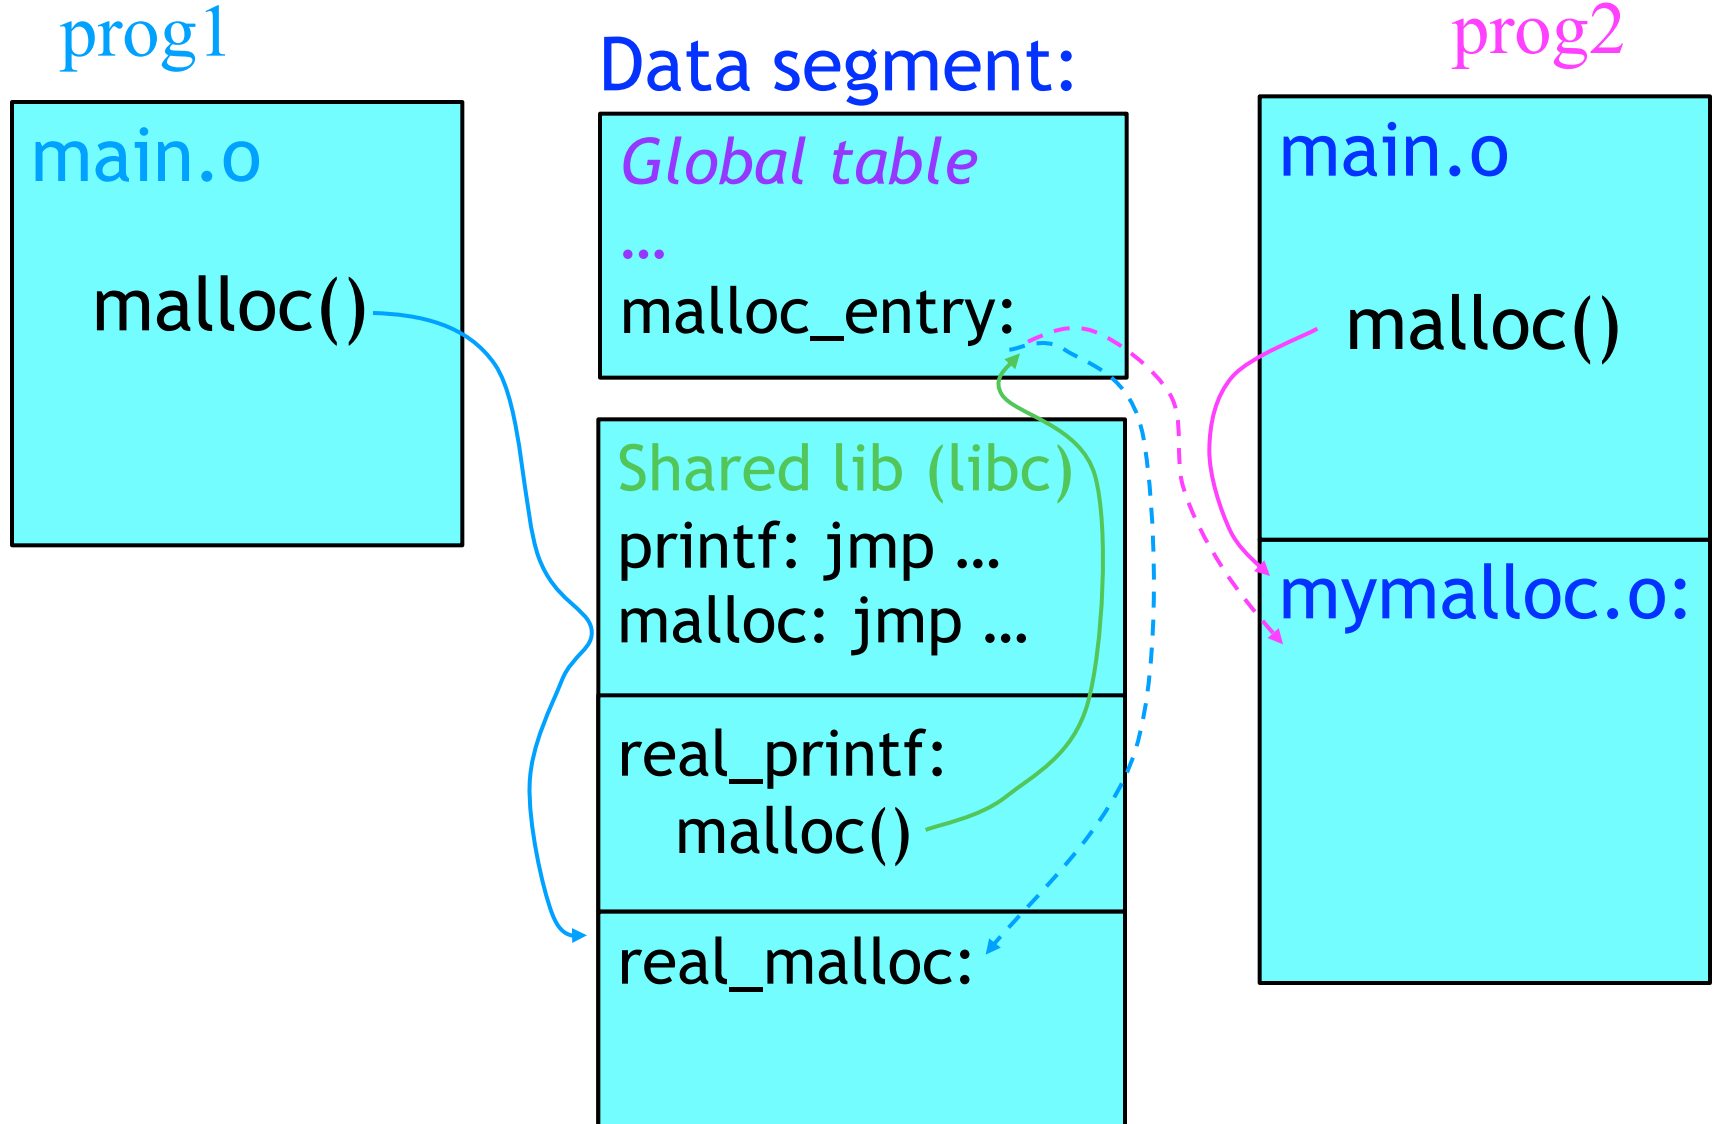 prog1
main.o
malloc()
Data segment:
Global table
…
malloc_entry:
Shared lib (libc)
printf: jmp …
malloc: jmp …
real_printf:
malloc()
real_malloc:
prog2
main.o
malloc()
mymalloc.o: